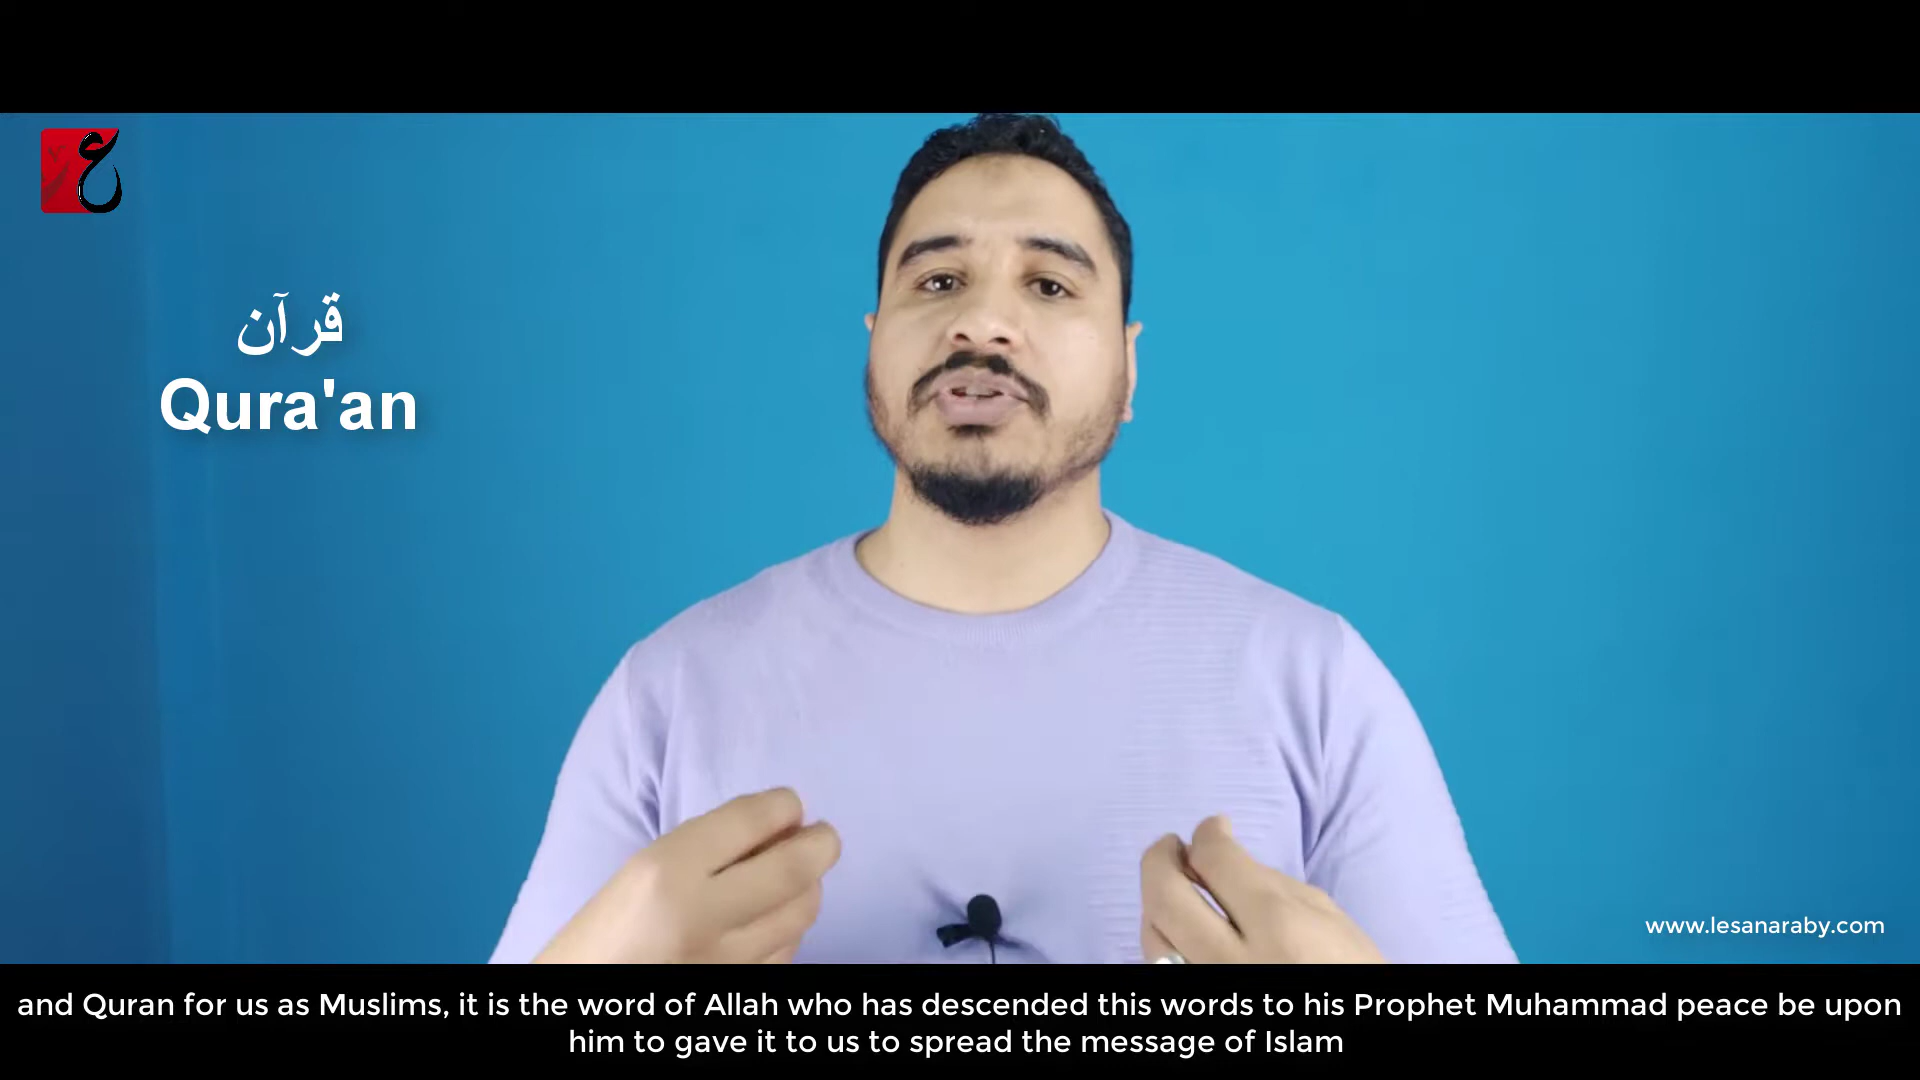 ع
قرآن
Qura'an
www.lesanaraby.com
and Quran for us as Muslims, it is the word of Allah who has descended this words to his Prophet Muhammad peace be upon
him to gave it to us to spread the message of Islam